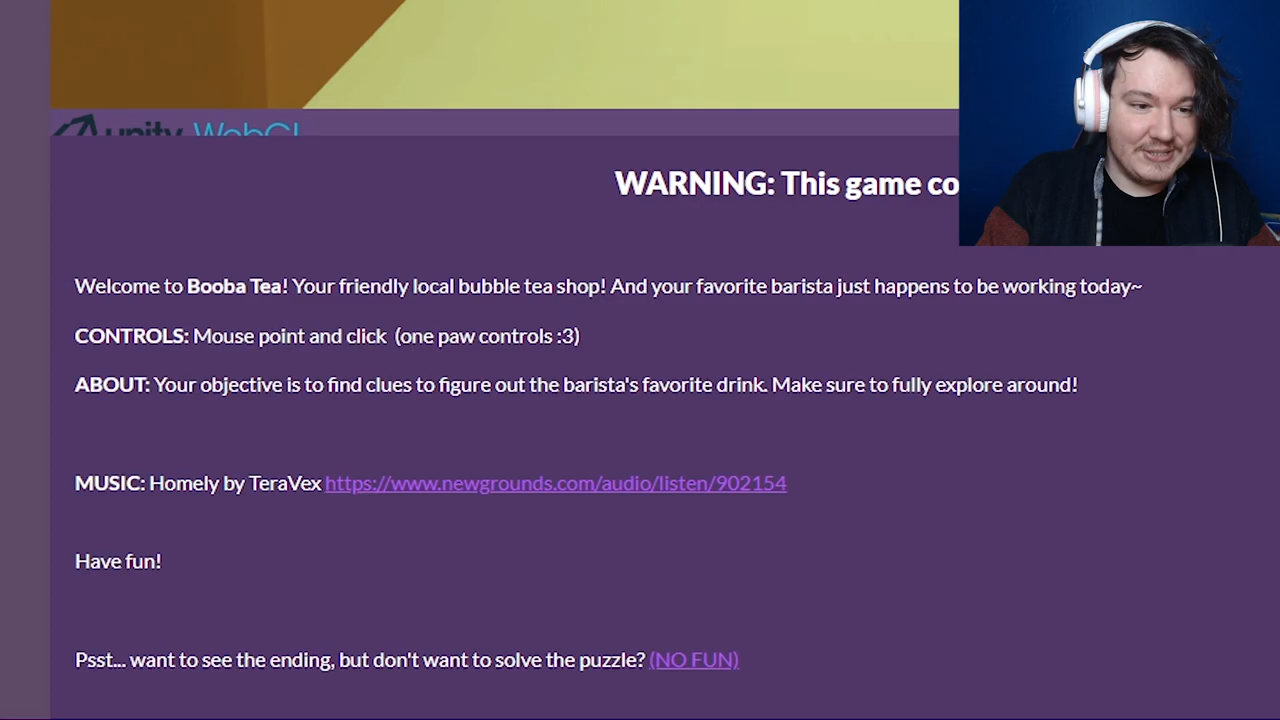 unity WebGL
WARNING: This game co
Welcome to Booba Tea! Your friendly local bubble tea shop! And your favorite barista just happens to be working today~
CONTROLS: Mouse point and click (one paw controls :3)
ABOUT: Your objective is to find clues to figure out the barista's favorite drink. Make sure to fully explore around!
MUSIC: Homely by TeraVex https://www.newgrounds.com/audio/listen/902154
Have fun!
Psst... want to see the ending, but don't want to solve the puzzle? (NO FUN)